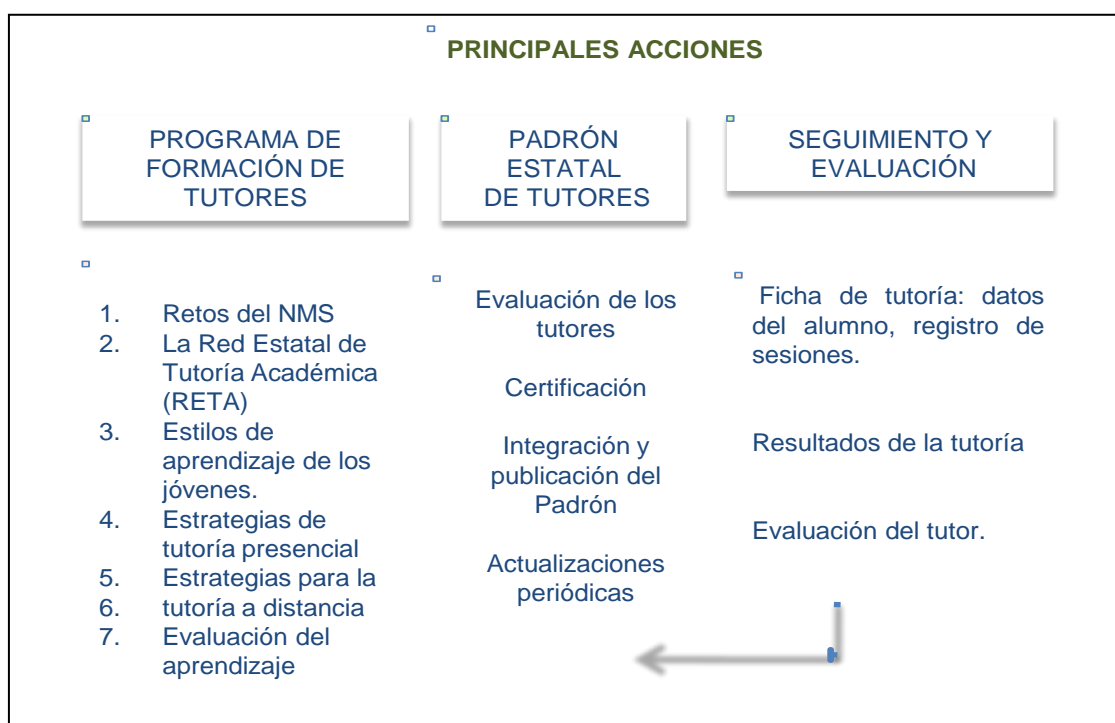 PRINCIPALES ACCIONES
PROGRAMA DE
FORMACIÓN DE
TUTORES
PADRÓN
ESTATAL
DE TUTORES
SEGUIMIENTO Y
EVALUACIÓN
1. Retos del NMS
2. La Red Estatal de
Tutoría Académica
(RETA)
3. Estilos de
aprendizaje de los
jóvenes.
4. Estrategias de
tutoría presencial
5. Estrategias para la
6. tutoría a distancia
7. Evaluación del
aprendizaje
Evaluación de los
tutores
Certificación
Integración y
publicación del
Padrón
Actualizaciones
periódicas
Ficha de tutoría: datos
del alumno, registro de
sesiones.
Resultados de la tutoría
Evaluación del tutor.